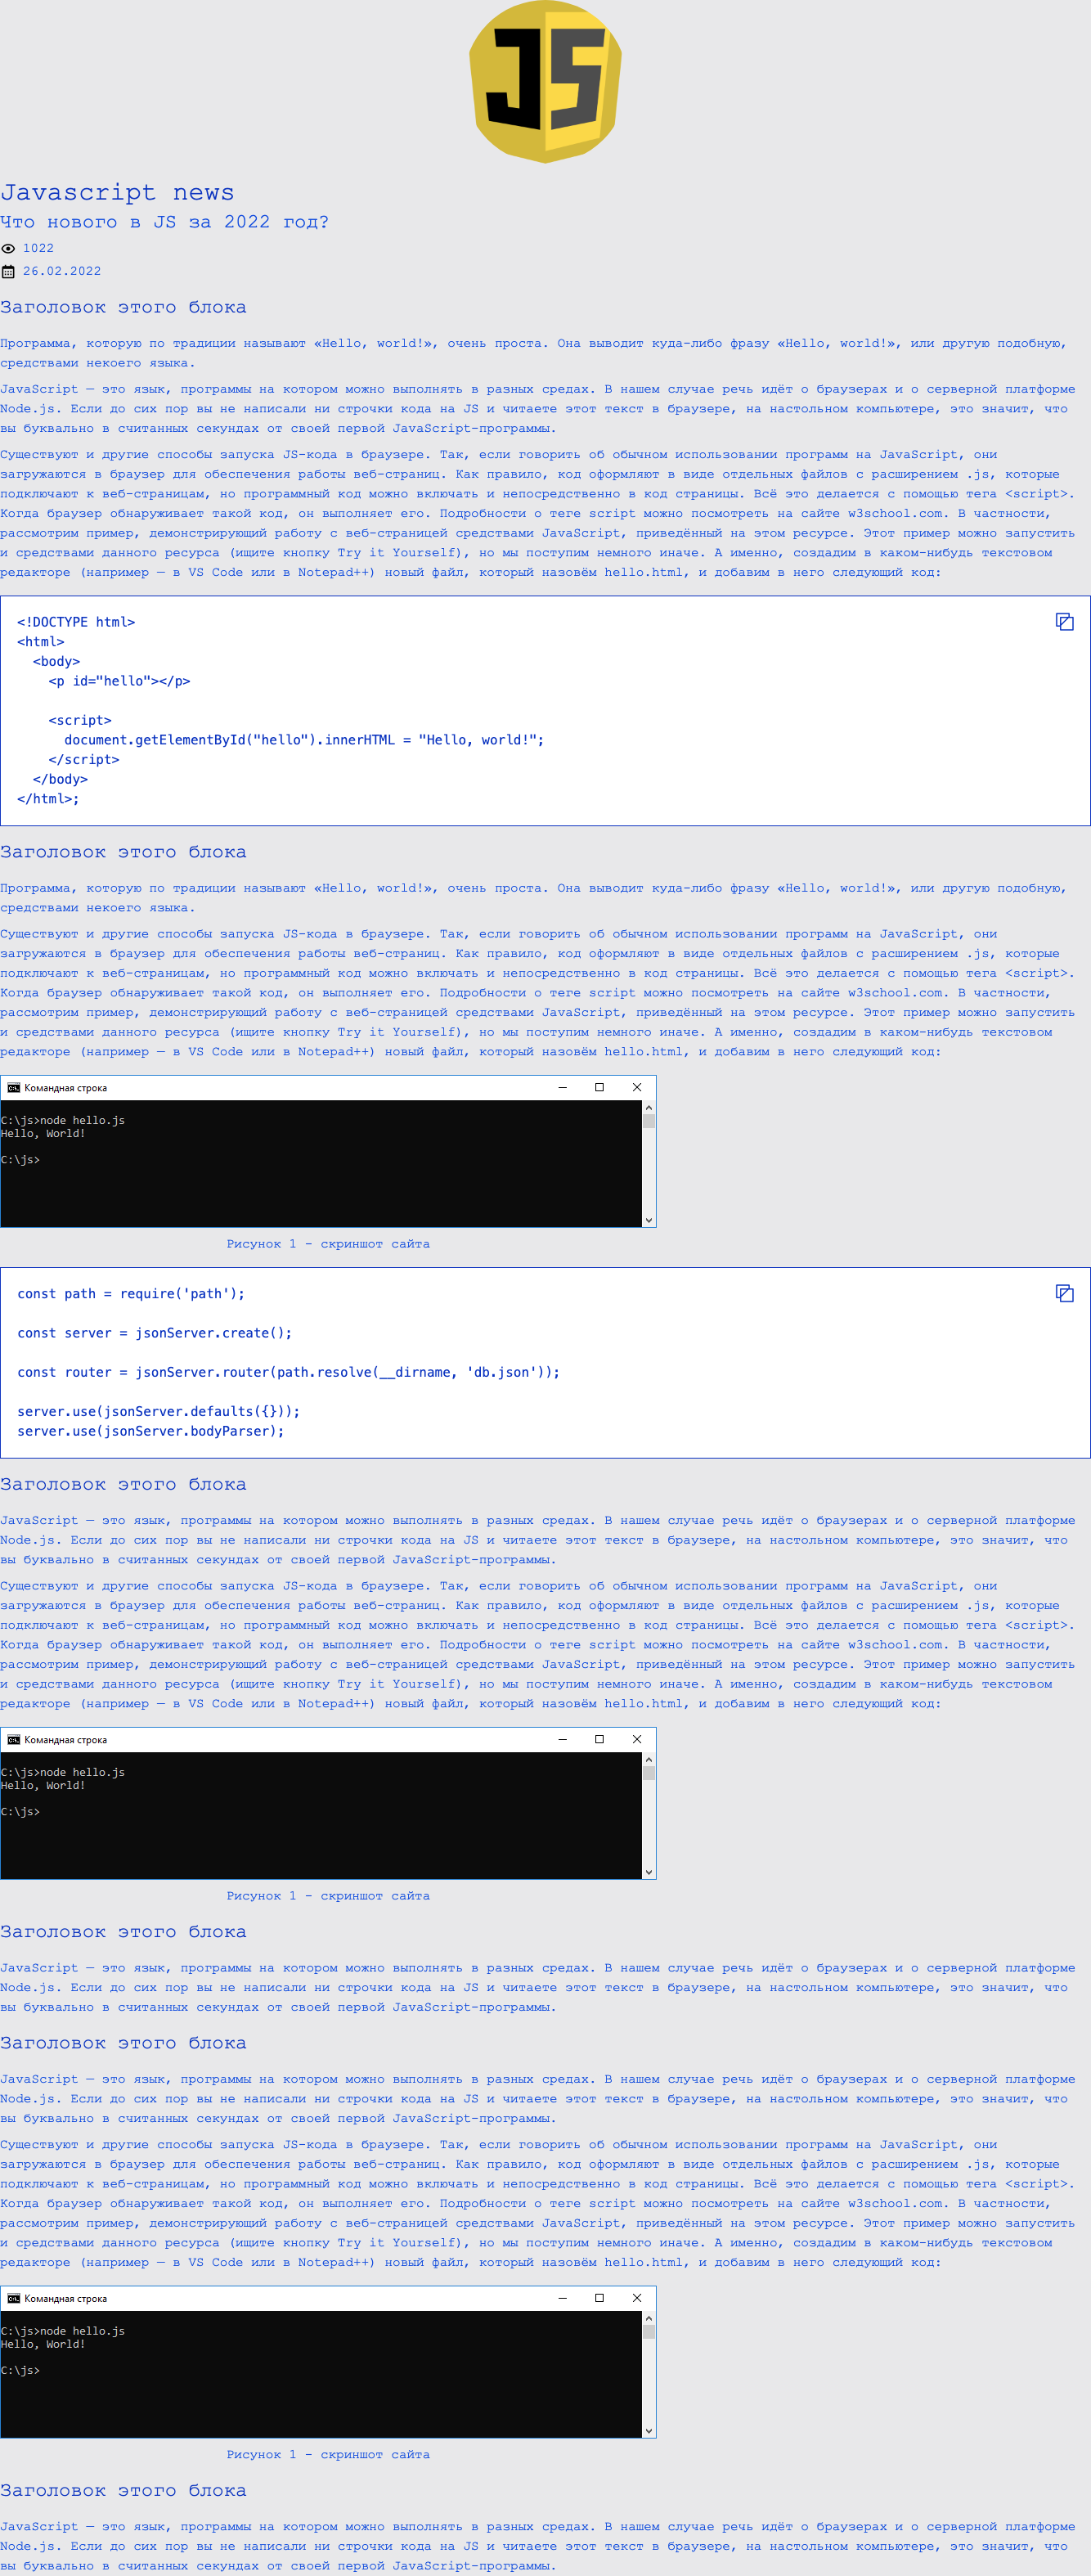 JS
Javascript news
Что нового в JS за 2022 год?
1022
26.02.2022
Заголовок этого блока
Программа, которую по традиции называют «Hello, world!», очень проста. Она выводит куда-либо фразу «Hello, world!», или другую подобную,
средствами некоего языка.
JavaScript — это язык, программы на котором можно выполнять в разных средах. В нашем случае речь идёт о браузерах и о серверной платформе
Node.js. Если до сих пор вы не написали ни строчки кода на JS и читаете этот текст в браузере, на настольном компьютере, это значит, что
вы буквально в считанных секундах от своей первой JavaScript-программы.
Существуют и другие способы запуска JS-кода в браузере. Так, если говорить об обычном использовании программ на JavaScript, они
загружаются в браузер для обеспечения работы веб-страниц. Как правило, код оформляют в виде отдельных файлов с расширением .js, которые
подключают к веб-страницам, но программный код можно включать и непосредственно в код страницы. Всё это делается с помощью тега <script>.
Когда браузер обнаруживает такой код, он выполняет его. Подробности о теге script можно посмотреть на сайте w3school.com. В частности,
рассмотрим пример, демонстрирующий работу с веб-страницей средствами JavaScript, приведённый на этом ресурсе. Этот пример можно запустить
и средствами данного ресурса (ищите кнопку Try it Yourself), но мы поступим немного иначе. А именно, создадим в каком-нибудь текстовом
редакторе (например — в VS Code или в Notepad++) новый файл, который назовём hello.html, и добавим в него следующий код:
<!DOCTYPE html>
<html>
  <body>
    <p id="hello"></p>
    <script>
      document.getElementById("hello").innerHTML = "Hello, world!";
    </script>
  </body>
</html>;
Заголовок этого блока
Программа, которую по традиции называют «Hello, world!», очень проста. Она выводит куда-либо фразу «Hello, world!», или другую подобную,
средствами некоего языка.
Существуют и другие способы запуска JS-кода в браузере. Так, если говорить об обычном использовании программ на JavaScript, они
загружаются в браузер для обеспечения работы веб-страниц. Как правило, код оформляют в виде отдельных файлов с расширением .js, которые
подключают к веб-страницам, но программный код можно включать и непосредственно в код страницы. Всё это делается с помощью тега <script>.
Когда браузер обнаруживает такой код, он выполняет его. Подробности о теге script можно посмотреть на сайте w3school.com. В частности,
рассмотрим пример, демонстрирующий работу с веб-страницей средствами JavaScript, приведённый на этом ресурсе. Этот пример можно запустить
и средствами данного ресурса (ищите кнопку Try it Yourself), но мы поступим немного иначе. А именно, создадим в каком-нибудь текстовом
редакторе (например — в VS Code или в Notepad++) новый файл, который назовём hello.html, и добавим в него следующий код:
Командная строка
C:\js>node hello.js
Hello, World!
C:\js>
Рисунок 1 - скриншот сайта
const path = require('path');
const server = jsonServer.create();
const router = jsonServer.router(path.resolve(__dirname, 'db.json'));
server.use(jsonServer.defaults({}));
server.use(jsonServer.bodyParser);
Заголовок этого блока
JavaScript — это язык, программы на котором можно выполнять в разных средах. В нашем случае речь идёт о браузерах и о серверной платформе
Node.js. Если до сих пор вы не написали ни строчки кода на JS и читаете этот текст в браузере, на настольном компьютере, это значит, что
вы буквально в считанных секундах от своей первой JavaScript-программы.
Существуют и другие способы запуска JS-кода в браузере. Так, если говорить об обычном использовании программ на JavaScript, они
загружаются в браузер для обеспечения работы веб-страниц. Как правило, код оформляют в виде отдельных файлов с расширением .js, которые
подключают к веб-страницам, но программный код можно включать и непосредственно в код страницы. Всё это делается с помощью тега <script>.
Когда браузер обнаруживает такой код, он выполняет его. Подробности о теге script можно посмотреть на сайте w3school.com. В частности,
рассмотрим пример, демонстрирующий работу с веб-страницей средствами JavaScript, приведённый на этом ресурсе. Этот пример можно запустить
и средствами данного ресурса (ищите кнопку Try it Yourself), но мы поступим немного иначе. А именно, создадим в каком-нибудь текстовом
редакторе (например — в VS Code или в Notepad++) новый файл, который назовём hello.html, и добавим в него следующий код:
Командная строка
C:\js>node hello.js
Hello, World!
C:\js>
Рисунок 1 - скриншот сайта
Заголовок этого блока
JavaScript — это язык, программы на котором можно выполнять в разных средах. В нашем случае речь идёт о браузерах и о серверной платформе
Node.js. Если до сих пор вы не написали ни строчки кода на JS и читаете этот текст в браузере, на настольном компьютере, это значит, что
вы буквально в считанных секундах от своей первой JavaScript-программы.
Заголовок этого блока
JavaScript — это язык, программы на котором можно выполнять в разных средах. В нашем случае речь идёт о браузерах и о серверной платформе
Node.js. Если до сих пор вы не написали ни строчки кода на JS и читаете этот текст в браузере, на настольном компьютере, это значит, что
вы буквально в считанных секундах от своей первой JavaScript-программы.
Существуют и другие способы запуска JS-кода в браузере. Так, если говорить об обычном использовании программ на JavaScript, они
загружаются в браузер для обеспечения работы веб-страниц. Как правило, код оформляют в виде отдельных файлов с расширением .js, которые
подключают к веб-страницам, но программный код можно включать и непосредственно в код страницы. Всё это делается с помощью тега <script>.
Когда браузер обнаруживает такой код, он выполняет его. Подробности о теге script можно посмотреть на сайте w3school.com. В частности,
рассмотрим пример, демонстрирующий работу с веб-страницей средствами JavaScript, приведённый на этом ресурсе. Этот пример можно запустить
и средствами данного ресурса (ищите кнопку Try it Yourself), но мы поступим немного иначе. А именно, создадим в каком-нибудь текстовом
редакторе (например — в VS Code или в Notepad++) новый файл, который назовём hello.html, и добавим в него следующий код:
Командная строка
C:\js>node hello.js
Hello, World!
C:\js>
Рисунок 1 - скриншот сайта
Заголовок этого блока
JavaScript — это язык, программы на котором можно выполнять в разных средах. В нашем случае речь идёт о браузерах и о серверной платформе
Node.js. Если до сих пор вы не написали ни строчки кода на JS и читаете этот текст в браузере, на настольном компьютере, это значит, что
вы буквально в считанных секундах от своей первой JavaScript-программы.